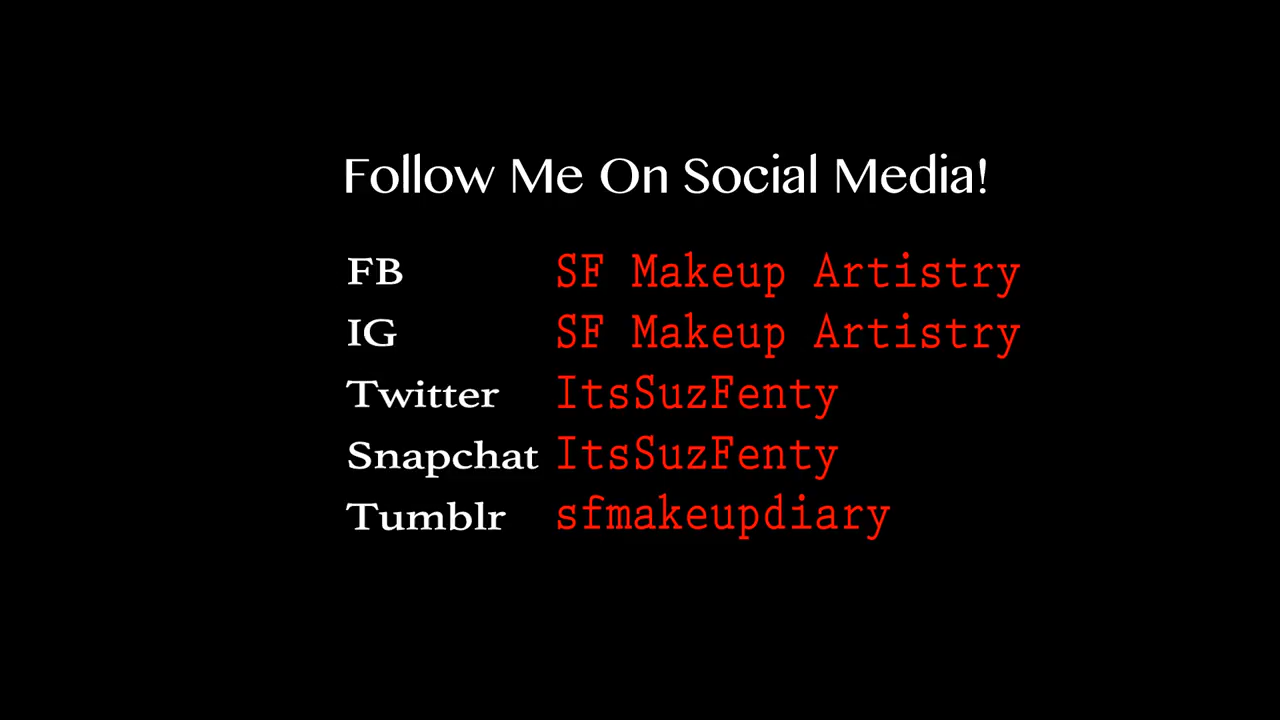 Follow Me On Social Media!
FB SF Makeup Artistry
IG SF Makeup Artistry
Twitter ItsSuzFenty
Snapchat ItsSuzFenty
Tumblr sfmakeupdiary